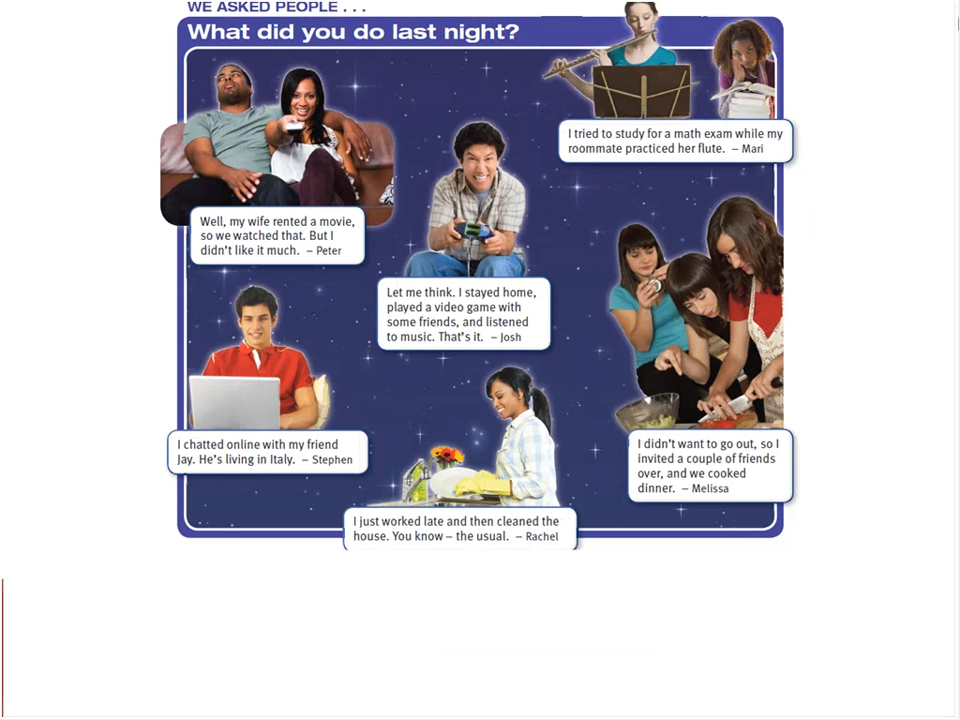 WE ASKED PEOPLE . . .
What did you do last night?
I tried to study for a math exam while my
roommate practiced her flute. – Mari
Well, my wife rented a movie,
so we watched that. But I
didn't like it much. – Peter
Let me think. I stayed home,
played a video game with
some friends, and listened
to music. That's it. – Josh
I chatted online with my friend
Jay. He's living in Italy. – Stephen
I didn't want to go out, so I
invited a couple of friends
over, and we cooked
dinner. – Melissa
I just worked late and then cleaned the
house. You know – the usual. – Rachel